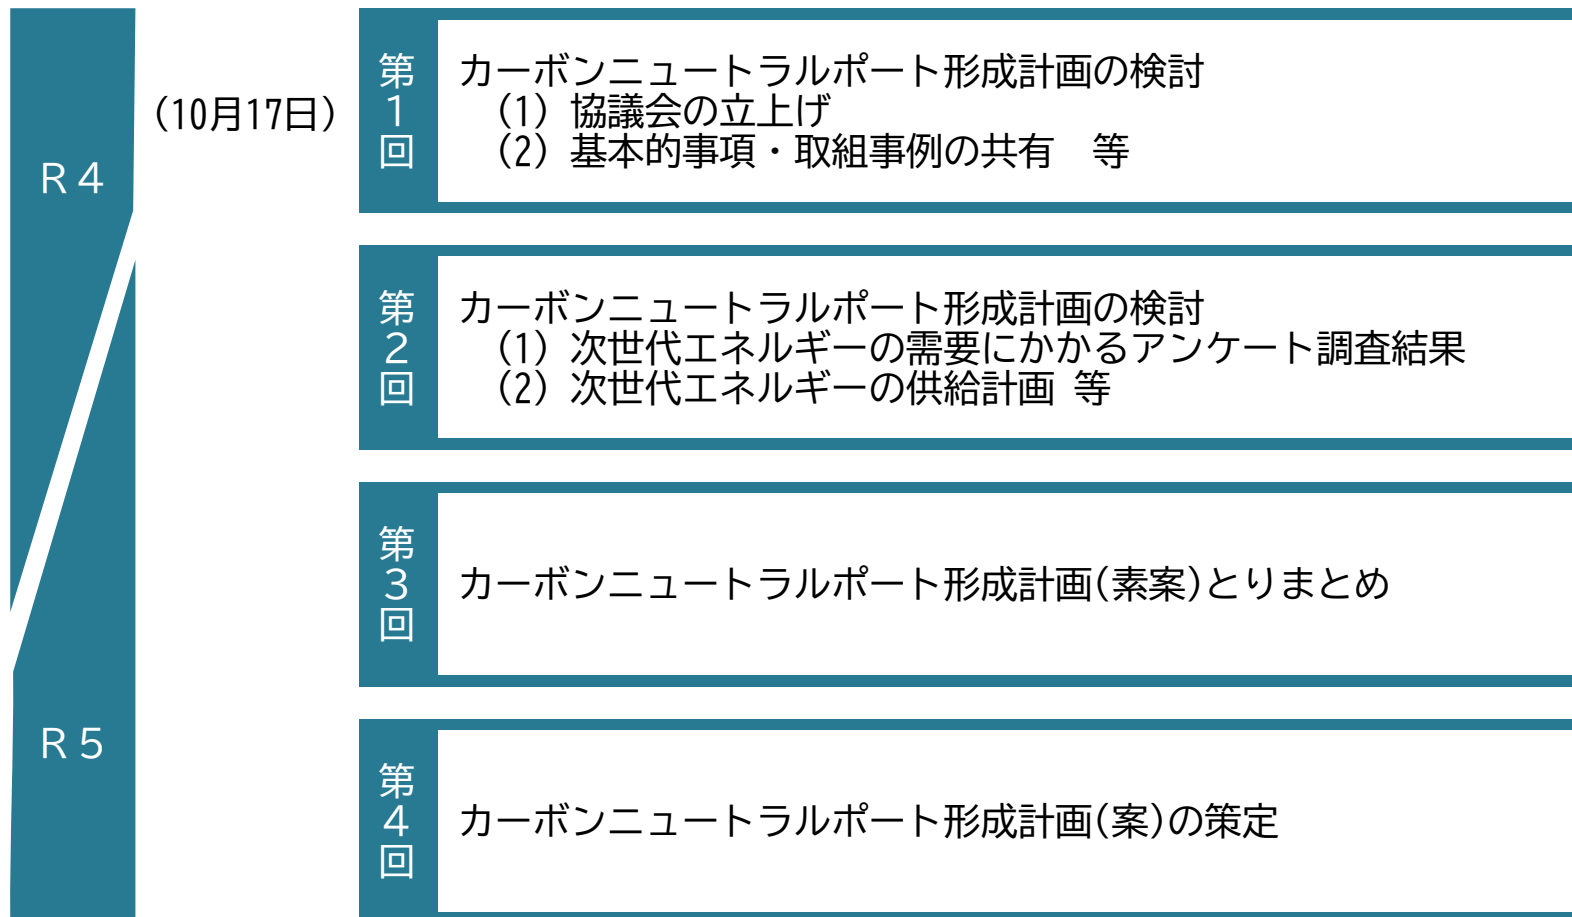 R4
(10月17日)
第1回
カーボンニュートラルポート形成計画の検討
(1) 協議会の立上げ
(2) 基本的事項・取組事例の共有　等
第2回
カーボンニュートラルポート形成計画の検討
(1) 次世代エネルギーの需要にかかるアンケート調査結果
(2) 次世代エネルギーの供給計画 等
第3回
カーボンニュートラルポート形成計画(素案)とりまとめ
R5
第4回
カーボンニュートラルポート形成計画(案)の策定